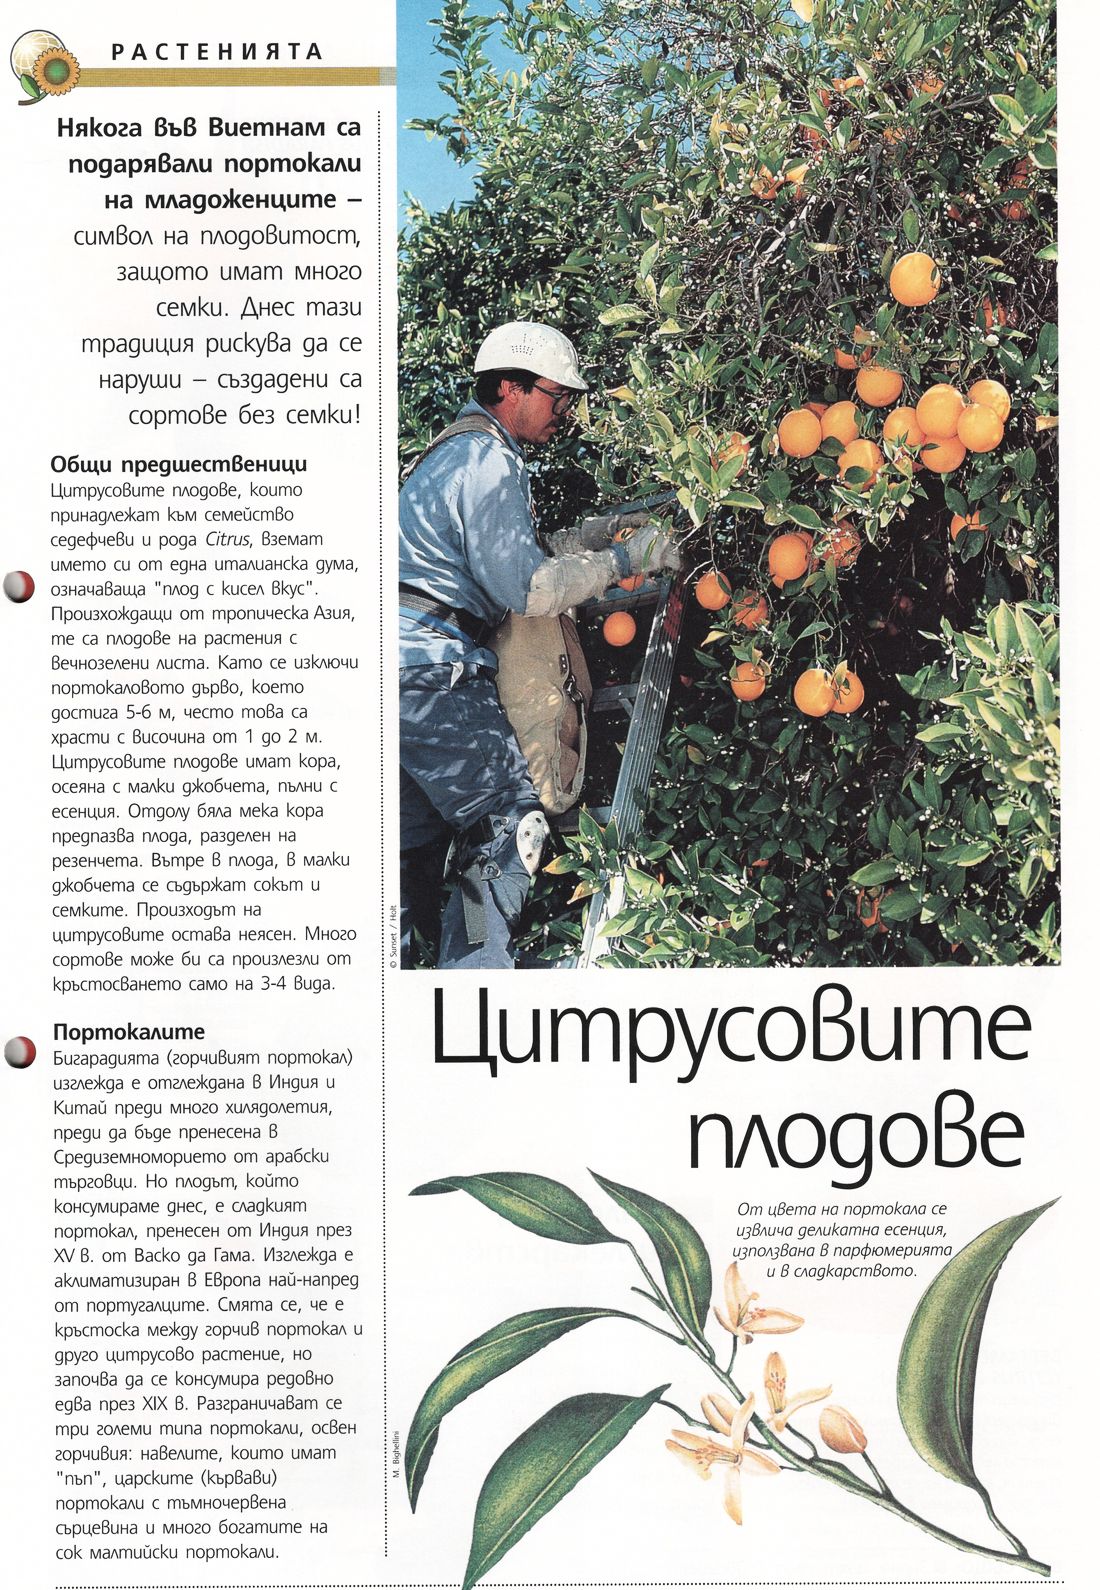 РАСТЕНИЯТА
Някога във Виетнам са
подарявали портокали
на младоженците –
символ на плодовитост,
защото имат много
семки. Днес тази
традиция рискува да се
наруши – създадени са
сортове без семки!
Общи предшественици
Цитрусовите плодове, които
принадлежат към семейство
седефчеви и рода Citrus, вземат
името си от една италианска дума,
означаваща "плод с кисел вкус".
Произхождащи от тропическа Азия,
те са плодове на растения с
вечнозелени листа. Като се изключи
портокаловото дърво, което
достига 5-6 м, често това са
храсти с височина от 1 до 2 м.
Цитрусовите плодове имат кора,
осеяна с малки джобчета, пълни с
есенция. Отдолу бяла мека кора
предпазва плода, разделен на
резенчета. Вътре в плода, в малки
джобчета се съдържат сокът и
семките. Произходът на
цитрусовите остава неясен. Много
сортове може би са произлезли от
кръстосването само на 3-4 вида.
Портокалите
Бигарадията (горчивият портокал)
изглежда е отглеждана в Индия и
Китай преди много хилядолетия,
преди да бъде пренесена в
Средиземноморието от арабски
търговци. Но плодът, който
консумираме днес, е сладкият
портокал, пренесен от Индия през
XV в. от Васко да Гама. Изглежда е
аклиматизиран в Европа най-напред
от португалците. Смята се, че е
кръстоска между горчив портокал и
друго цитрусово растение, но
започва да се консумира редовно
едва през XIX в. Разграничават се
три големи типа портокали, освен
горчивия: навелите, които имат
"пъп", царските (кървави)
портокали с тъмночервена
сърцевина и много богатите на
сок малтийски портокали.
© Sunset / Holt
Цитрусовите
плодове
От цвета на портокала се
извлича деликатна есенция,
използвана в парфюмерията
и в сладкарството.
M. Bighellini